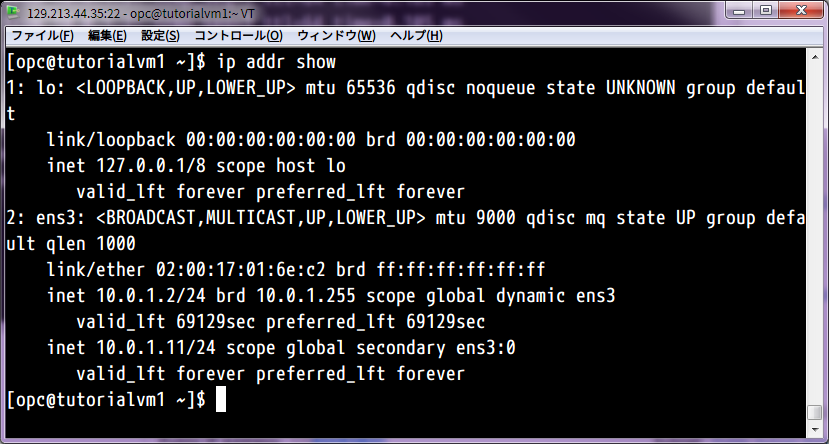 129.213.44.35:22 - opc@tutorialvm1:~ VT
ファイル(F) 編集(E) 設定(S) コントロール(O) ウィンドウ(W) ヘルプ(H)
[opc@tutorialvm1 ~]$ ip addr show
1: lo: <LOOPBACK,UP,LOWER_UP> mtu 65536 qdisc noqueue state UNKNOWN group defaul
t
    link/loopback 00:00:00:00:00:00 brd 00:00:00:00:00:00
    inet 127.0.0.1/8 scope host lo
       valid_lft forever preferred_lft forever
2: ens3: <BROADCAST,MULTICAST,UP,LOWER_UP> mtu 9000 qdisc mq state UP group defa
ult qlen 1000
    link/ether 02:00:17:01:6e:c2 brd ff:ff:ff:ff:ff:ff
    inet 10.0.1.2/24 brd 10.0.1.255 scope global dynamic ens3
       valid_lft 69129sec preferred_lft 69129sec
    inet 10.0.1.11/24 scope global secondary ens3:0
       valid_lft forever preferred_lft forever
[opc@tutorialvm1 ~]$